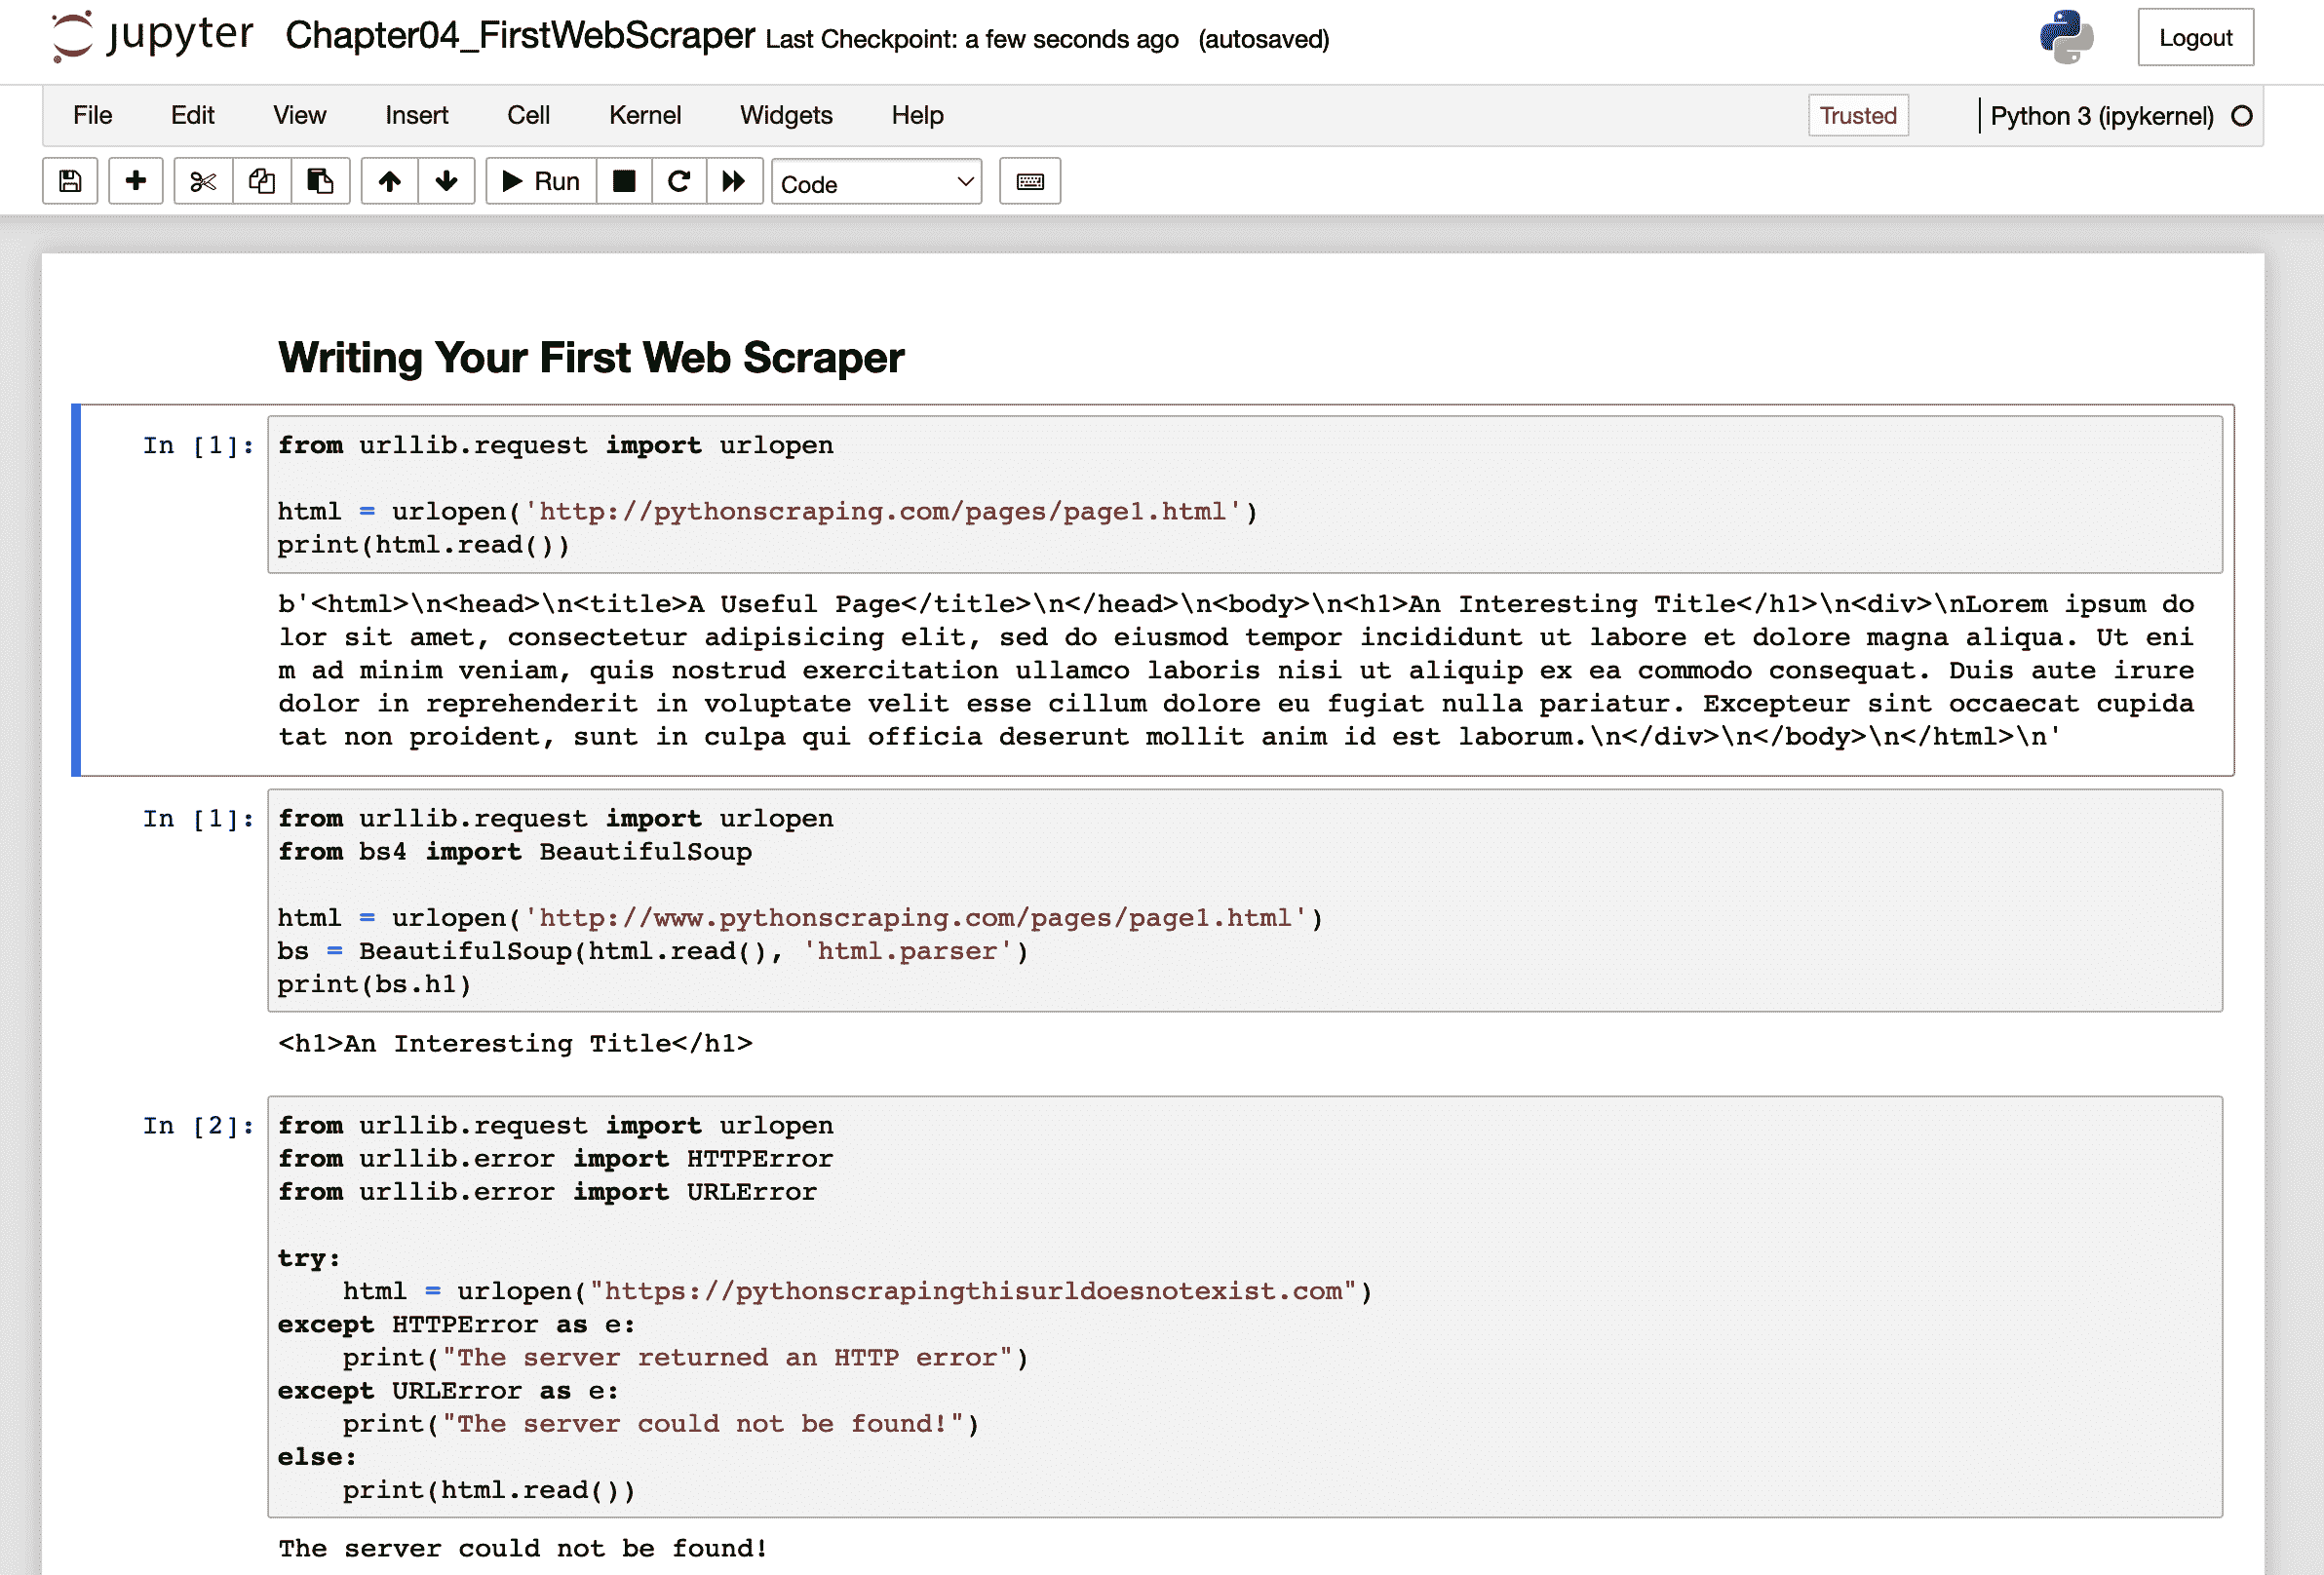 jupyter Chapter04_FirstWebScraper Last Checkpoint: a few seconds ago (autosaved) Logout
File Edit View Insert Cell Kernel Widgets Help Trusted Python 3 (ipykernel)
Run Code
Writing Your First Web Scraper
In [1]: from urllib.request import urlopen
html = urlopen('http://pythonscraping.com/pages/page1.html')
print(html.read())
b'<html>\n<head>\n<title>A Useful Page</title>\n</head>\n<body>\n<h1>An Interesting Title</h1>\n<div>\nLorem ipsum do
lor sit amet, consectetur adipisicing elit, sed do eiusmod tempor incididunt ut labore et dolore magna aliqua. Ut eni
m ad minim veniam, quis nostrud exercitation ullamco laboris nisi ut aliquip ex ea commodo consequat. Duis aute irure
dolor in reprehenderit in voluptate velit esse cillum dolore eu fugiat nulla pariatur. Excepteur sint occaecat cupida
tat non proident, sunt in culpa qui officia deserunt mollit anim id est laborum.\n</div>\n</body>\n</html>\n'
In [1]: from urllib.request import urlopen
from bs4 import BeautifulSoup
html = urlopen('http://www.pythonscraping.com/pages/page1.html')
bs = BeautifulSoup(html.read(), 'html.parser')
print(bs.h1)
<h1>An Interesting Title</h1>
In [2]: from urllib.request import urlopen
from urllib.error import HTTPError
from urllib.error import URLError
try:
    html = urlopen("https://pythonscrapingthisurldoesnotexist.com")
except HTTPError as e:
    print("The server returned an HTTP error")
except URLError as e:
    print("The server could not be found!")
else:
    print(html.read())
The server could not be found!